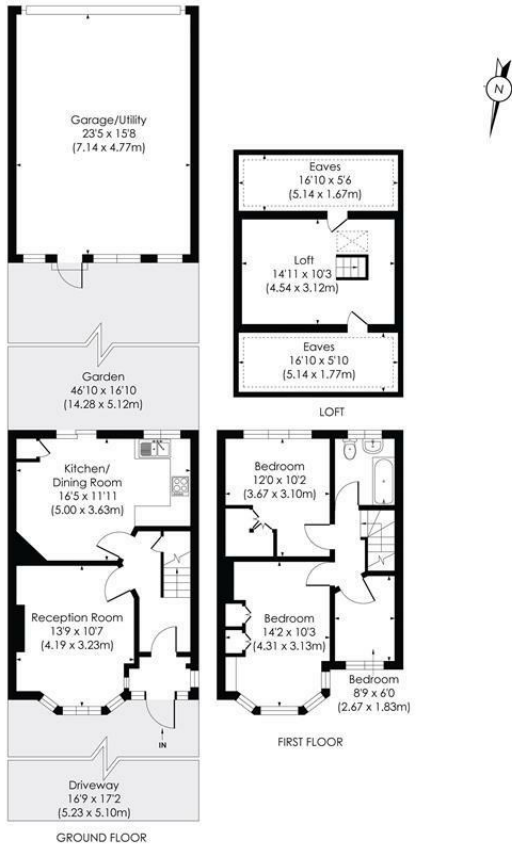 Garage/Utility
23'5 x 15'8
(7.14 x 4.77m)
N
Eaves
16'10 x 5'6
(5.14 x 1.67m)
Loft
14'11 x 10'3
(4.54 x 3.12m)
Eaves
16'10 x 5'10
(5.14 x 1.77m)
LOFT
Garden
46'10 x 16'10
(14.28 x 5.12m)
Kitchen/
Dining Room
16'5 x 11'11
(5.00 x 3.63m)
Reception Room
13'9 x 10'7
(4.19 x 3.23m)
IN
Driveway
16'9 x 17'2
(5.23 x 5.10m)
GROUND FLOOR
Bedroom
12'0 x 10'2
(3.67 x 3.10m)
Bedroom
14'2 x 10'3
(4.31 x 3.13m)
Bedroom
8'9 x 6'0
(2.67 x 1.83m)
FIRST FLOOR